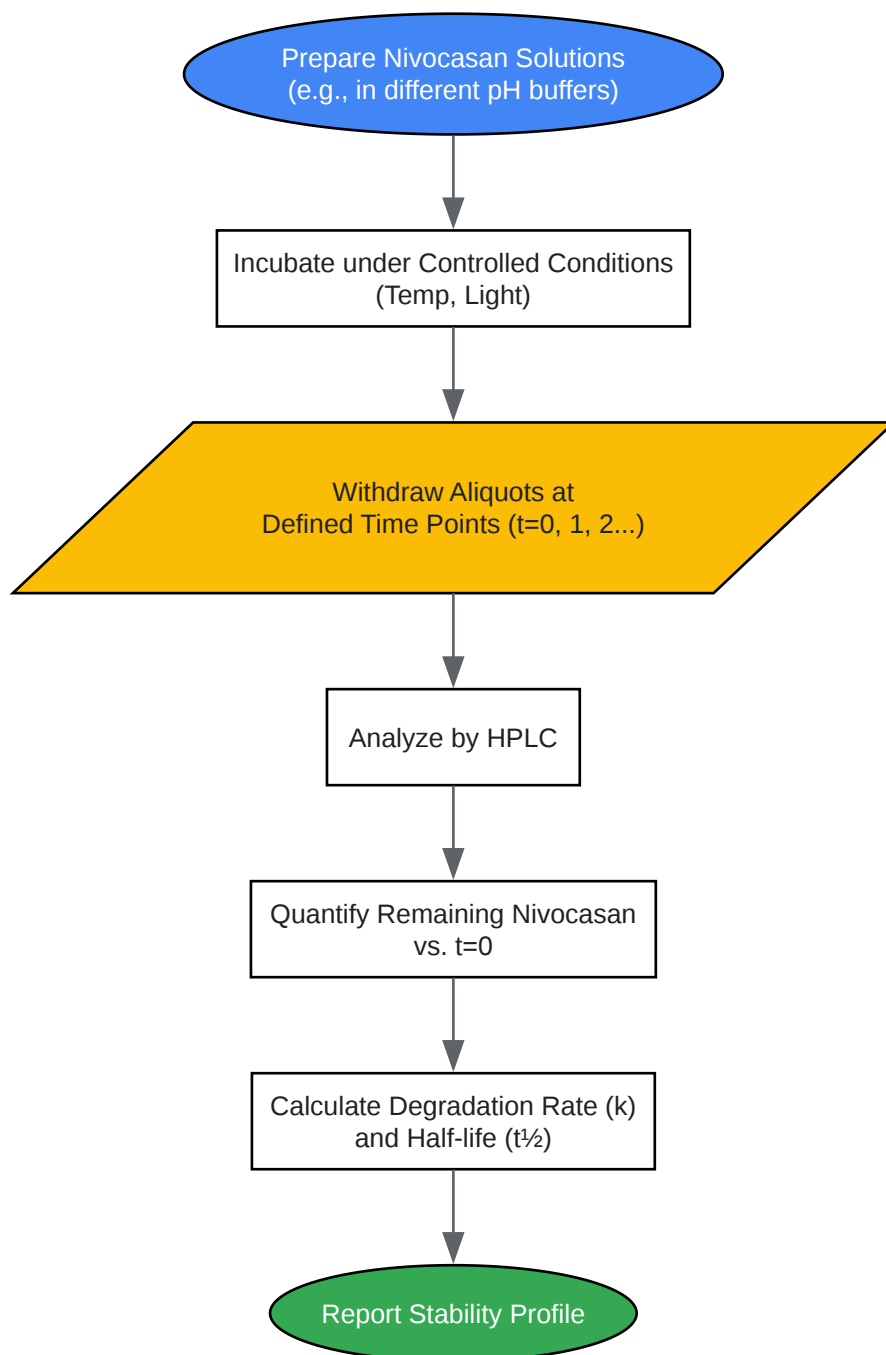 Prepare Nivocasan Solutions
(e.g., in different pH buffers)
Incubate under Controlled Conditions
(Temp, Light)
Withdraw Aliquots at
Defined Time Points (t=0, 1, 2...)
Analyze by HPLC
Quantify Remaining Nivocasan
vs. t=0
Calculate Degradation Rate (k)
and Half-life (t½)
Report Stability Profile